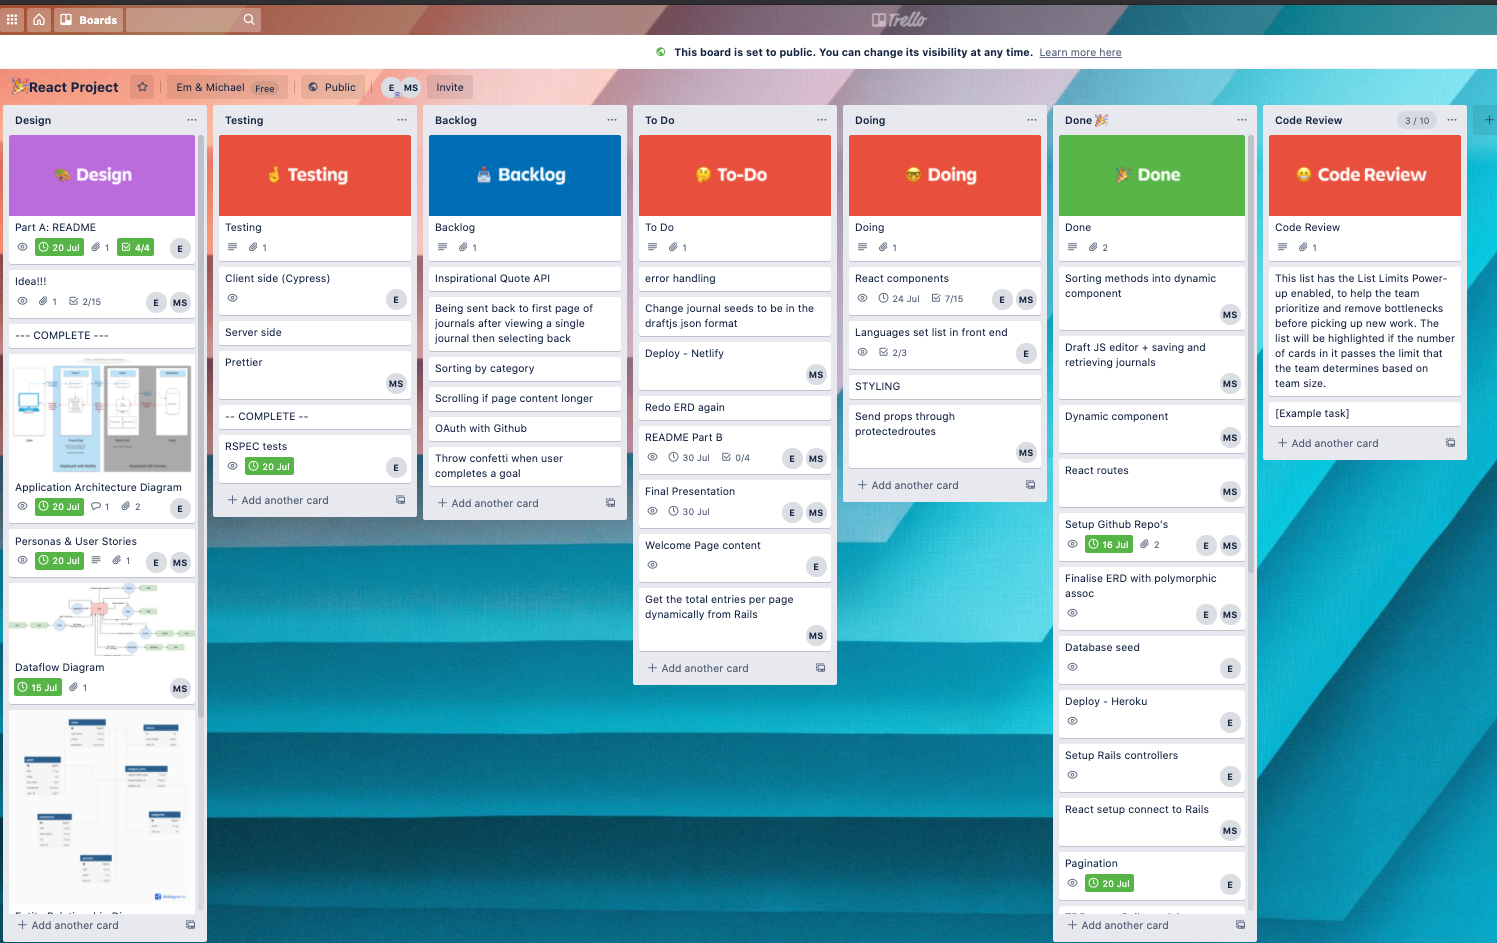 Boards
Trello
This board is set to public. You can change its visibility at any time. Learn more here
React Project
Em & Michael Free
Public
E MS
Invite
Design
Design
Part A: README
20 Jul 1 4/4 E
Idea!!!
1 2/15 E MS
--- COMPLETE ---
Application Architecture Diagram
20 Jul 1 2 E
Personas & User Stories
20 Jul 1 E MS
Dataflow Diagram
15 Jul 1 MS
+ Add another card
Testing
Testing
Testing
1
Client side (Cypress)
E
Server side
Prettier
MS
-- COMPLETE --
RSPEC tests
20 Jul E
+ Add another card
Backlog
Backlog
Backlog
1
Inspirational Quote API
Being sent back to first page of
journals after viewing a single
journal then selecting back
Sorting by category
Scrolling if page content longer
OAuth with Github
Throw confetti when user
completes a goal
+ Add another card
To Do
To-Do
To Do
1
error handling
Change journal seeds to be in the
draftjs json format
Deploy - Netlify
MS
Redo ERD again
README Part B
30 Jul 0/4 E MS
Final Presentation
30 Jul E MS
Welcome Page content
E
Get the total entries per page
dynamically from Rails
MS
+ Add another card
Doing
Doing
Doing
1
React components
24 Jul 7/15 E MS
Languages set list in front end
2/3 E
STYLING
Send props through
protectedroutes
MS
+ Add another card
Done
Done
Done
2
Sorting methods into dynamic
component
MS
Draft JS editor + saving and
retrieving journals
MS
Dynamic component
MS
React routes
MS
Setup Github Repo's
16 Jul 2 E MS
Finalise ERD with polymorphic
assoc
E MS
Database seed
E
Deploy - Heroku
E
Setup Rails controllers
E
React setup connect to Rails
MS
Pagination
20 Jul E
+ Add another card
Code Review 3 / 10
Code Review
Code Review
1
This list has the List Limits Power-
up enabled, to help the team
prioritize and remove bottlenecks
before picking up new work. The
list will be highlighted if the number
of cards in it passes the limit that
the team determines based on
team size.
[Example task]
+ Add another card